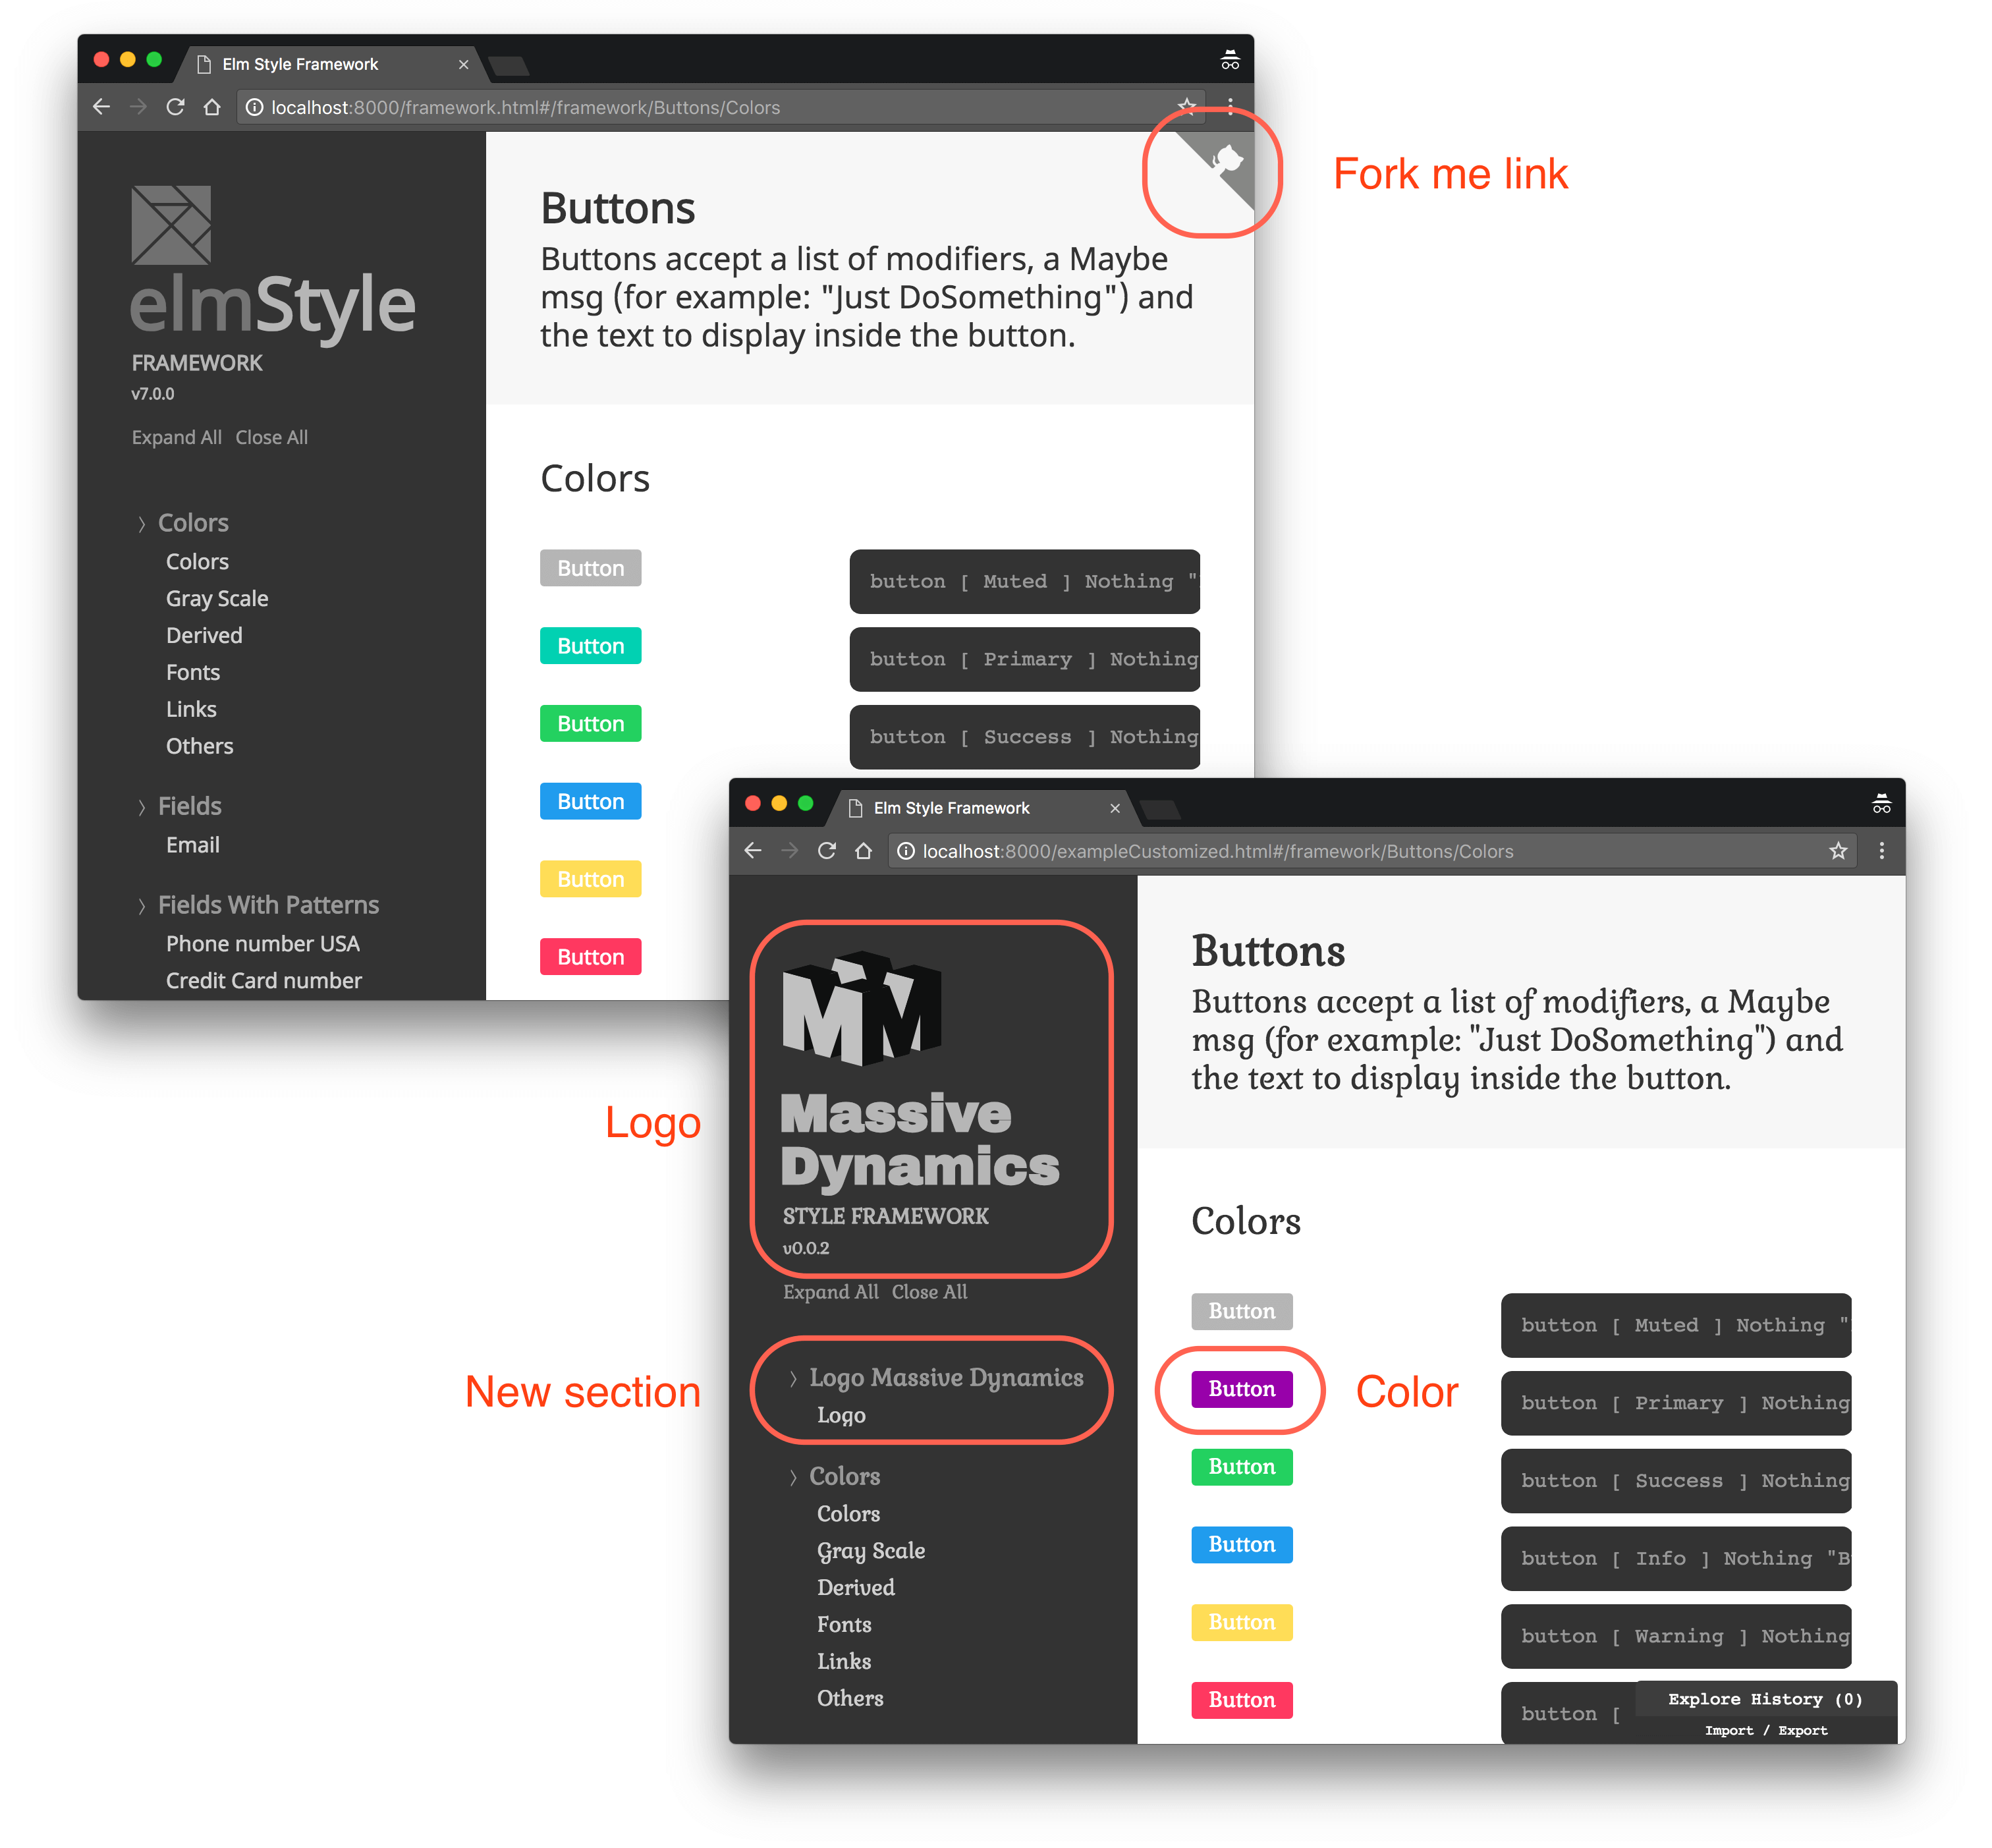 Elm Style Framework
localhost:8000/framework.html#/framework/Buttons/Colors
Fork me link
elmStyle
FRAMEWORK
v7.0.0
Expand All Close All
Colors
Colors
Gray Scale
Derived
Fonts
Links
Others
Fields
Email
Fields With Patterns
Phone number USA
Credit Card number
Buttons
Buttons accept a list of modifiers, a Maybe
msg (for example: "Just DoSomething") and
the text to display inside the button.
Colors
Button
button [ Muted ] Nothing "
Button
button [ Primary ] Nothing
Button
button [ Success ] Nothing
Button
Button
Button
Elm Style Framework
localhost:8000/exampleCustomized.html#/framework/Buttons/Colors
Logo
MM
Massive
Dynamics
STYLE FRAMEWORK
v0.0.2
Expand All Close All
New section
Logo Massive Dynamics
Logo
Colors
Colors
Gray Scale
Derived
Fonts
Links
Others
Buttons
Buttons accept a list of modifiers, a Maybe
msg (for example: "Just DoSomething") and
the text to display inside the button.
Colors
Button
button [ Muted ] Nothing "
Button
Color
button [ Primary ] Nothing
Button
button [ Success ] Nothing
Button
button [ Info ] Nothing "B
Button
button [ Warning ] Nothing
Button
button [
Explore History (0)
Import / Export